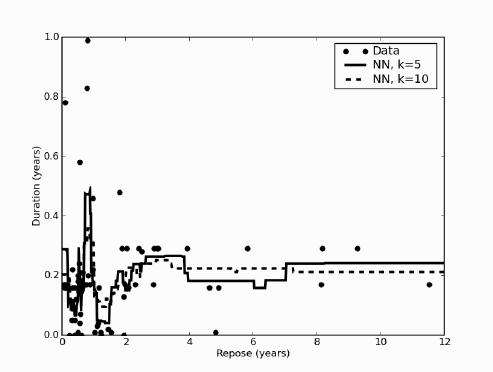 1.0
0.8
0.6
0.4
0.2
0.0
Duration (years)
0 2 4 6 8 10 12
Repose (years)
Data
NN, k=5
NN, k=10